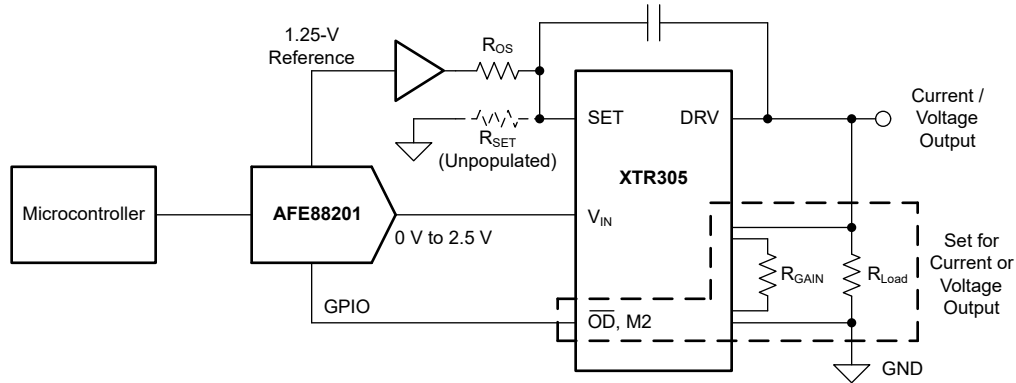 1.25-V
Reference
R_OS
R_SET
(Unpopulated)
SET
DRV
Current /
Voltage
Output
XTR305
Microcontroller
AFE88201
V_IN
0 V to 2.5 V
Set for
Current or
Voltage
Output
R_GAIN
R_Load
GPIO
O̅D̅, M2
GND